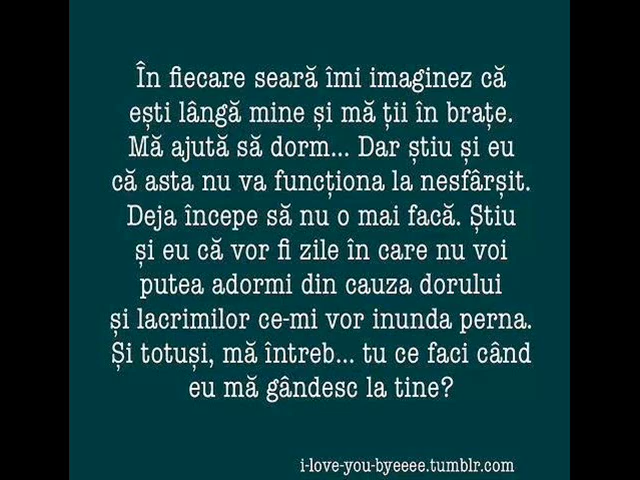 În fiecare seară îmi imaginez că
ești lângă mine și mă ții în brațe.
Mă ajută să dorm... Dar știu și eu
că asta nu va funcționa la nesfârșit.
Deja începe să nu o mai facă. Știu
și eu că vor fi zile în care nu voi
putea adormi din cauza dorului
și lacrimilor ce-mi vor inunda perna.
Și totuși, mă întreb... tu ce faci când
eu mă gândesc la tine?
i-love-you-byeeee.tumblr.com